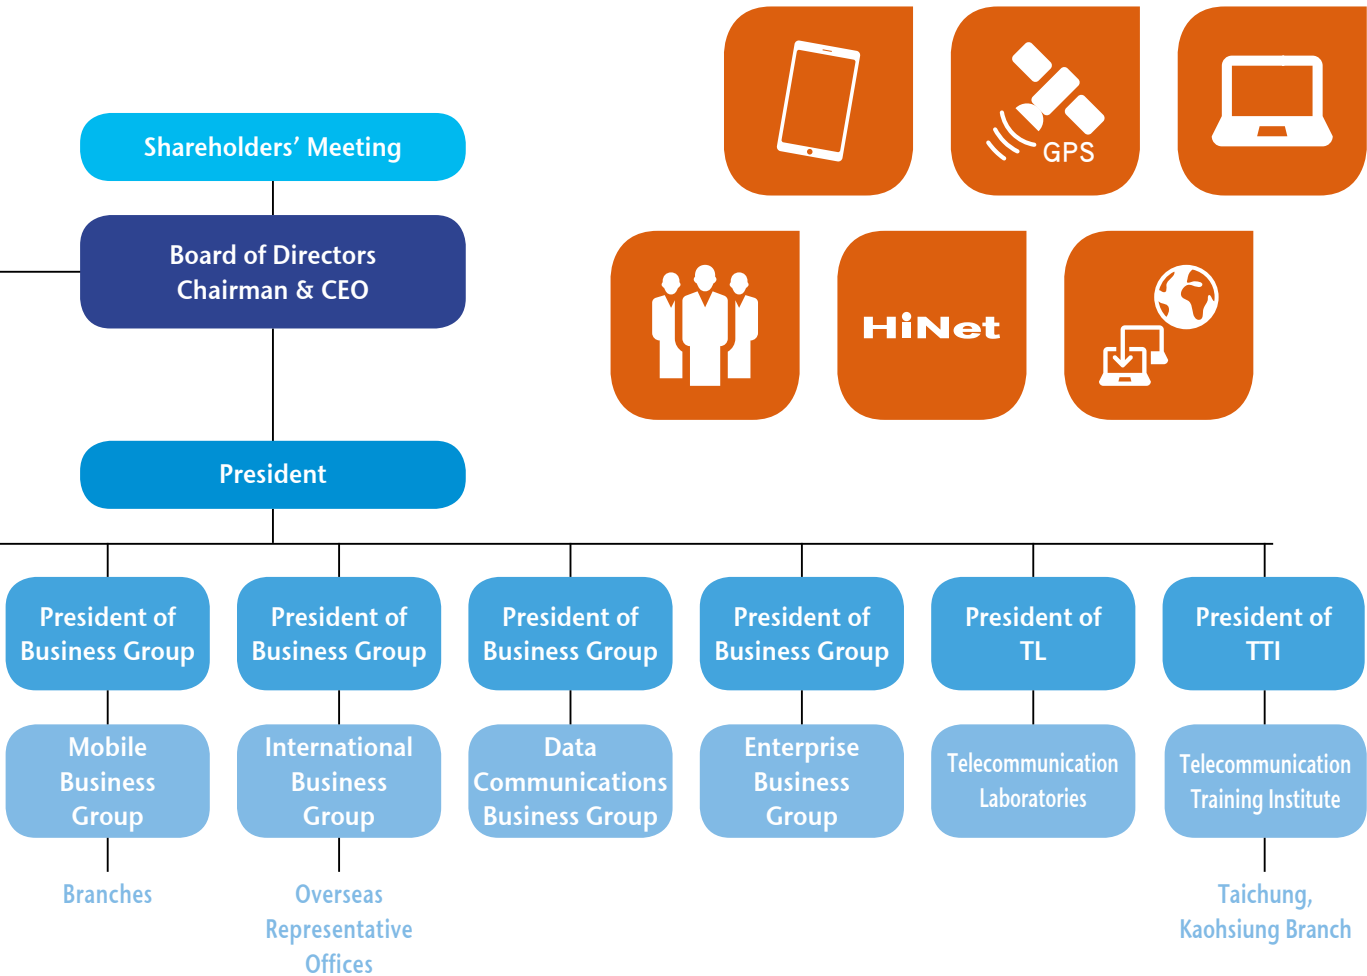 GPS
Shareholders’ Meeting
Board of Directors
Chairman & CEO
HiNet
President
President of
Business Group
President of
Business Group
President of
Business Group
President of
Business Group
President of
TL
President of
TTI
Mobile
Business
Group
International
Business
Group
Data
Communications
Business Group
Enterprise
Business
Group
Telecommunication
Laboratories
Telecommunication
Training Institute
Branches
Overseas
Representative
Offices
Taichung,
Kaohsiung Branch